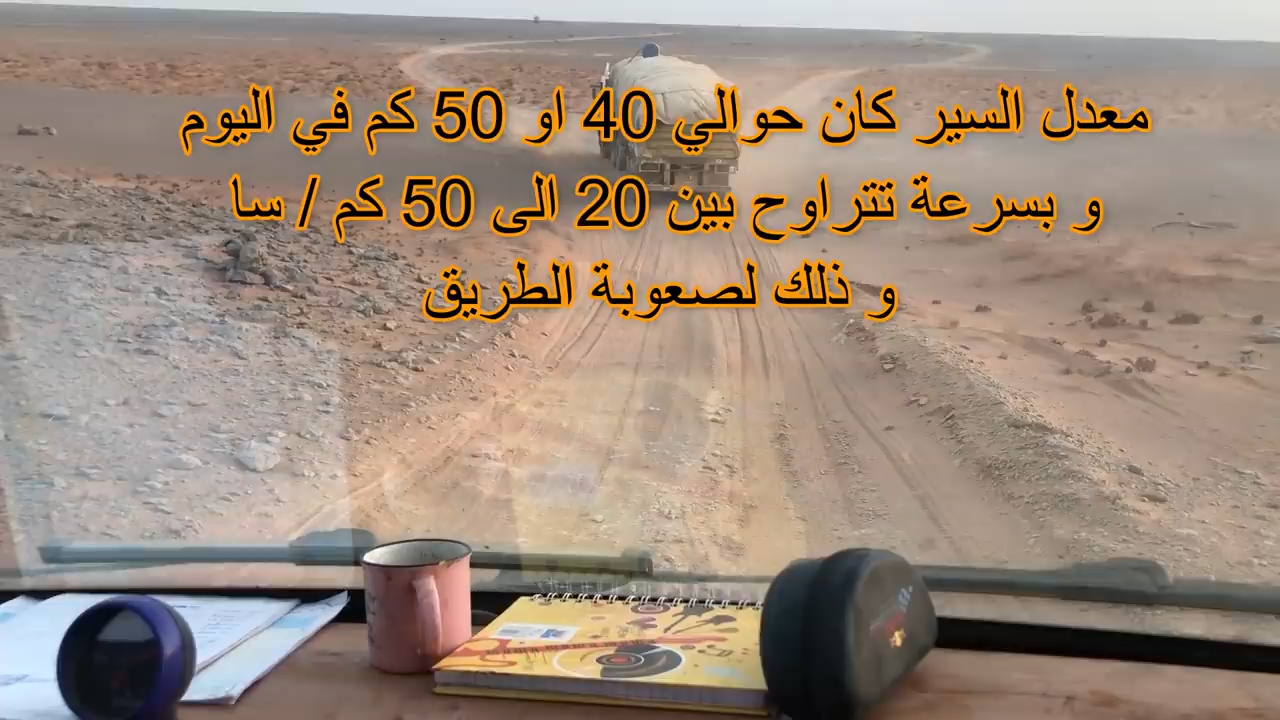 معدل السير كان حوالي 40 او 50 كم في اليوم
و بسرعة تتراوح بين 20 الى 50 كم / سا
و ذلك لصعوبة الطريق